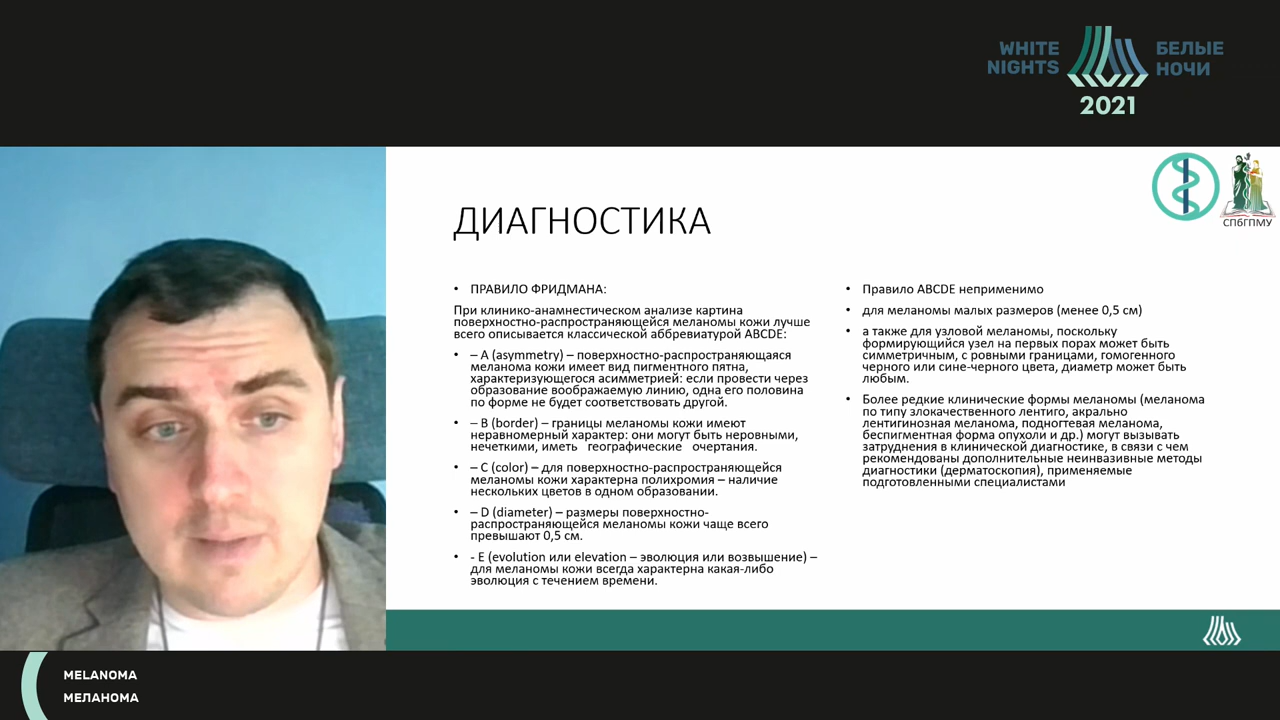 WHITE
NIGHTS
БЕЛЫЕ
НОЧИ
2021
СПБГПМУ
ДИАГНОСТИКА
• ПРАВИЛО ФРИДМАНА:
При клинико-анамнестическом анализе картина
поверхностно-распространяющейся меланомы кожи лучше
всего описывается классической аббревиатурой ABCDE:
• – A (asymmetry) – поверхностно-распространяющаяся
меланома кожи имеет вид пигментного пятна,
характеризующегося асимметрией: если провести через
образование воображаемую линию, одна его половина
по форме не будет соответствовать другой.
• – B (border) – границы меланомы кожи имеют
неравномерный характер: они могут быть неровными,
нечеткими, иметь географические очертания.
• – C (color) – для поверхностно-распространяющейся
меланомы кожи характерна полихромия – наличие
нескольких цветов в одном образовании.
• – D (diameter) – размеры поверхностно-
распространяющейся меланомы кожи чаще всего
превышают 0,5 см.
• - E (evolution или elevation – эволюция или возвышение) –
для меланомы кожи всегда характерна какая-либо
эволюция с течением времени.
• Правило ABCDE неприменимо
• для меланомы малых размеров (менее 0,5 см)
• а также для узловой меланомы, поскольку
формирующийся узел на первых порах может быть
симметричным, с ровными границами, гомогенного
черного или сине-черного цвета, диаметр может быть
любым.
• Более редкие клинические формы меланомы (меланома
по типу злокачественного лентиго, акрально
лентигинозная меланома, подногтевая меланома,
беспигментная форма опухоли и др.) могут вызывать
затруднения в клинической диагностике, в связи с чем
рекомендованы дополнительные неинвазивные методы
диагностики (дерматоскопия), применяемые
подготовленными специалистами
MELANOMA
МЕЛАНОМА